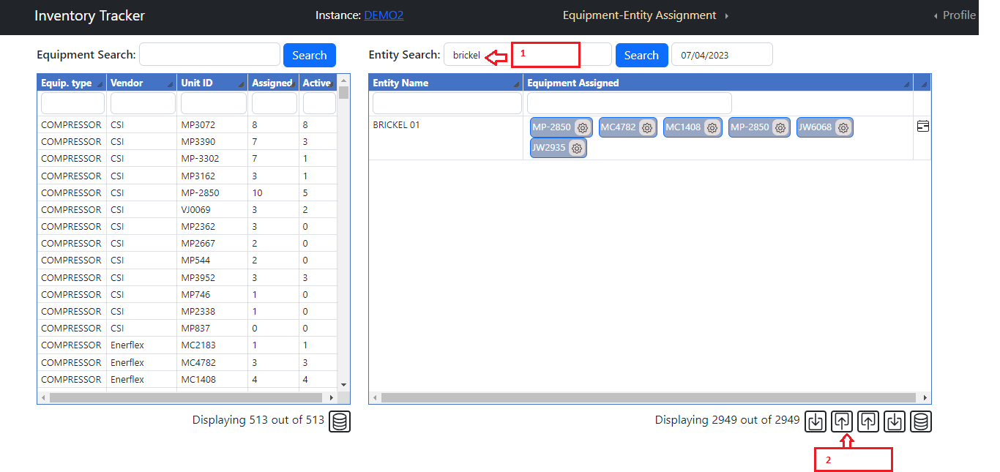 Inventory Tracker Instance: DEMO2 Equipment-Entity Assignment Profile
Equipment Search: Search Entity Search: brickel 1 Search 07/04/2023
Equip. type Vendor Unit ID Assigned Active Entity Name Equipment Assigned
COMPRESSOR CSI MP3072 8 8 BRICKEL 01 MP-2850 MC4782 MC1408 MP-2850 JW6068
COMPRESSOR CSI MP3390 7 3 JW2935
COMPRESSOR CSI MP-3302 7 1
COMPRESSOR CSI MP3162 3 1
COMPRESSOR CSI MP-2850 10 5
COMPRESSOR CSI VJ0069 3 2
COMPRESSOR CSI MP2362 3 0
COMPRESSOR CSI MP2667 2 0
COMPRESSOR CSI MP544 2 0
COMPRESSOR CSI MP3952 3 3
COMPRESSOR CSI MP746 1 0
COMPRESSOR CSI MP2338 1 0
COMPRESSOR CSI MP837 0 0
COMPRESSOR Enerflex MC2183 1 1
COMPRESSOR Enerflex MC4782 3 3
COMPRESSOR Enerflex MC1408 4 4
Displaying 513 out of 513 Displaying 2949 out of 2949
2